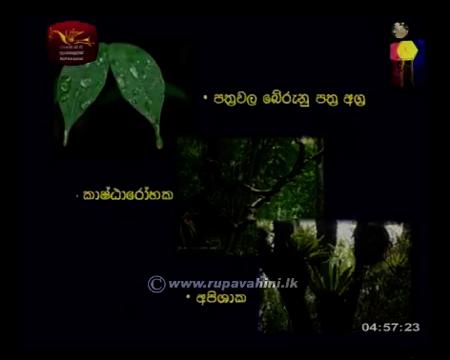 • පත්‍රවල බේරුනු පත්‍ර අග්‍ර
· කාෂ්ඨාරෝහක
© www.rupavahini.lk
• අපිශාක
04:57:23